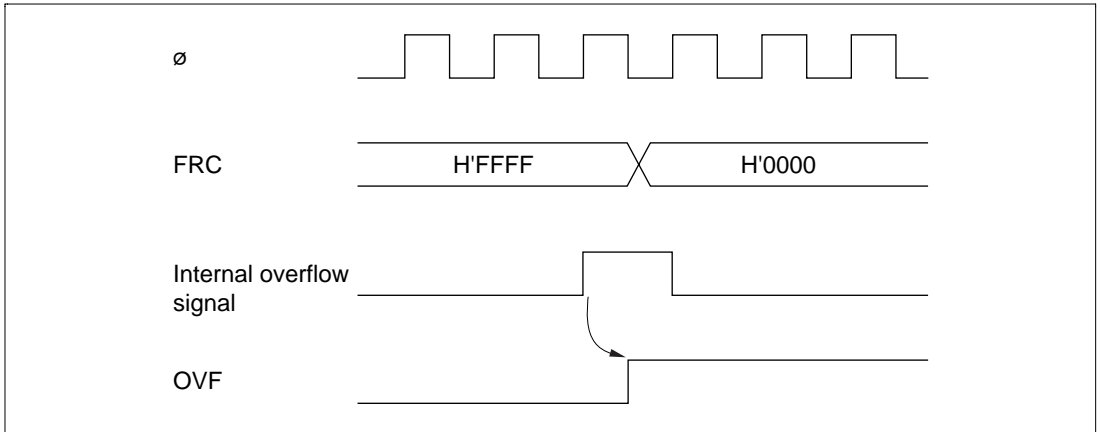 ø
FRC
H'FFFF
H'0000
Internal overflow
signal
OVF